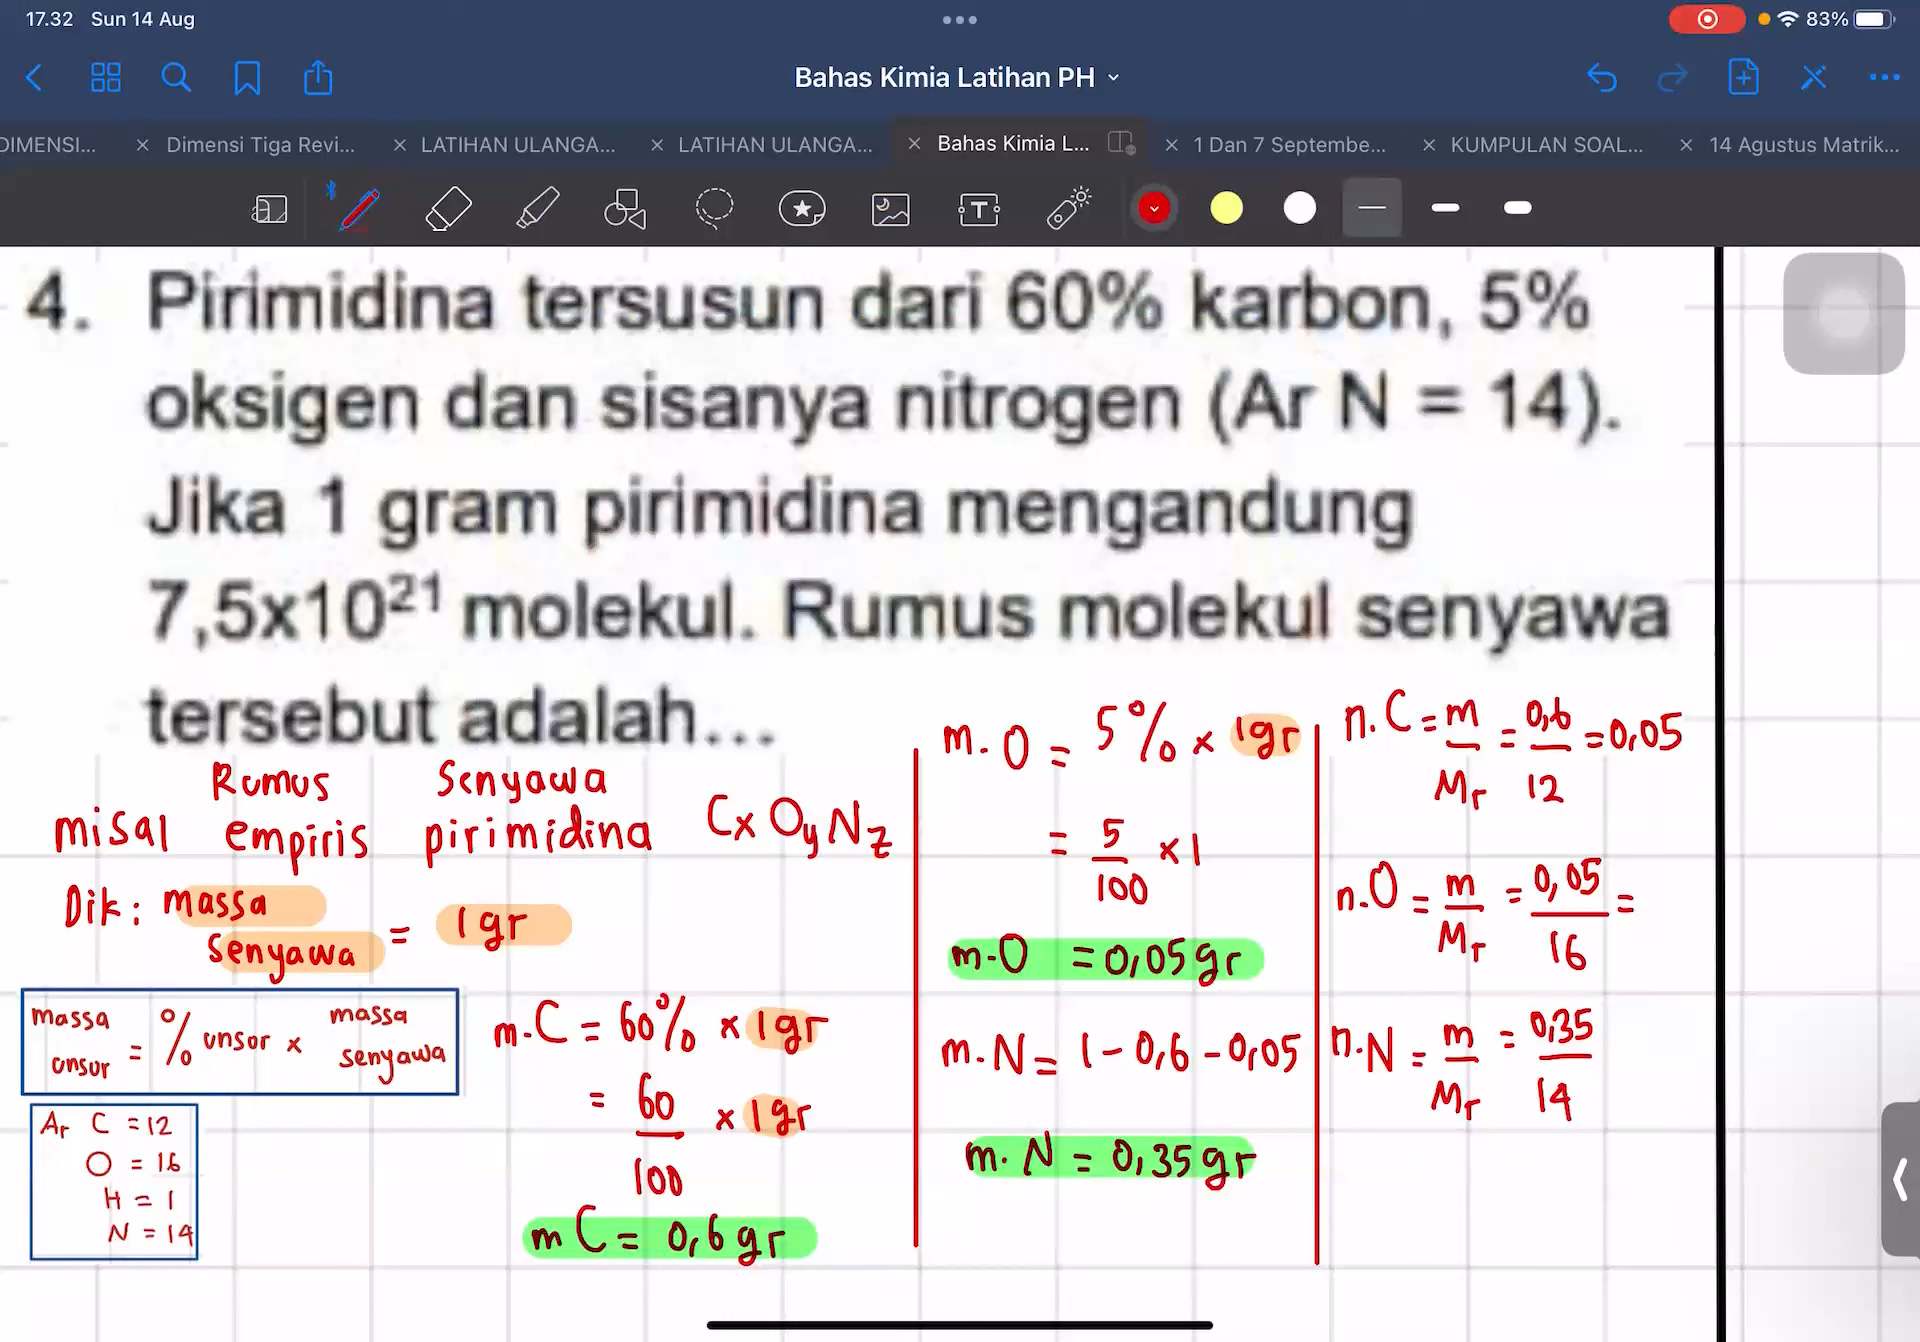 17.32 Sun 14 Aug
83%
Bahas Kimia Latihan PH
DIMENSI...
Dimensi Tiga Revi...
LATIHAN ULANGA...
LATIHAN ULANGA...
Bahas Kimia L...
1 Dan 7 Septembe...
KUMPULAN SOAL...
14 Agustus Matrik...
4. Pirimidina tersusun dari 60% karbon, 5%
oksigen dan sisanya nitrogen (Ar N = 14).
Jika 1 gram pirimidina mengandung
7,5x10²¹ molekul. Rumus molekul senyawa
tersebut adalah...
misal Rumus empiris Senyawa pirimidina CxOyNz
Dik: massa senyawa = 1 gr
massa unsur = % unsur x massa senyawa
Ar C = 12
O = 16
H = 1
N = 14
m.C = 60% x 1gr
= 60/100 x 1gr
m C = 0,6 gr
m.O = 5% x 1gr
= 5/100 x 1
m.O = 0,05 gr
m.N = 1 - 0,6 - 0,05
m.N = 0,35 gr
n.C = m/Mr = 0,6/12 = 0,05
n.O = m/Mr = 0,05/16 =
n.N = m/Mr = 0,35/14